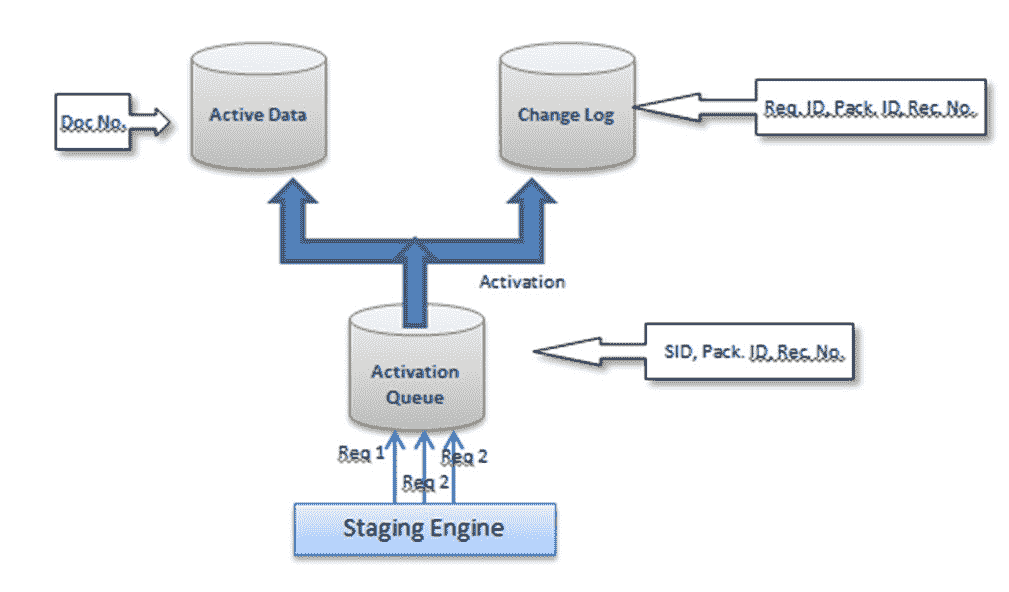 Active Data
Change Log
Doc No.
Req. ID, Pack. ID, Rec. No.
Activation
SID, Pack. ID, Rec. No.
Activation
Queue
Req 1
Req 2
Req 2
Staging Engine